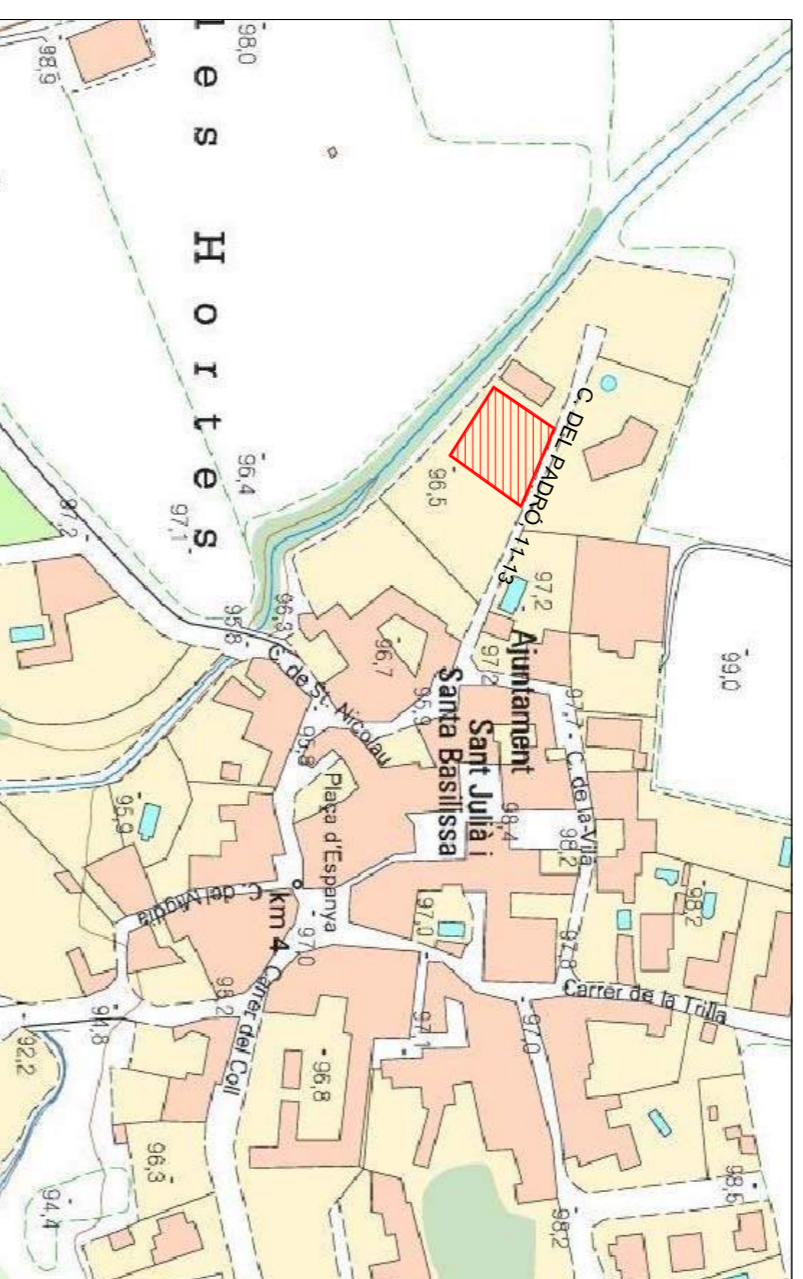 les Hortes
98,0
98,9
96,4
97,1
97,2
96,5
C. DEL PADRÓ, 11-13
97,2
99,0
95,8
96,3
96,7
C. de St. Nicolau
95,9
97,2
Ajuntament
Sant Julià i
Santa Basilissa
97,7
C. de la Vila
98,4
98,2
95,8
Plaça d'Espanya
95,9
C. del Migdia
km 4
97,0
97,0
97,8
98,2
Carrer de la Trilla
97,0
97,1
Carrer del Coll
94,8
92,2
96,8
96,3
94,4
98,5
98,2